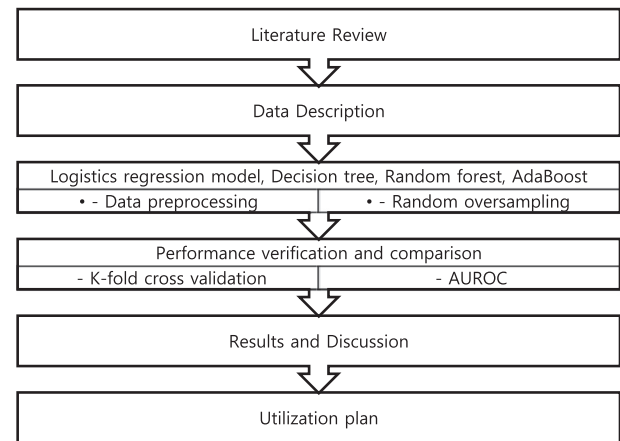 Literature Review
Data Description
Logistics regression model, Decision tree, Random forest, AdaBoost
• - Data preprocessing
• - Random oversampling
Performance verification and comparison
- K-fold cross validation
- AUROC
Results and Discussion
Utilization plan